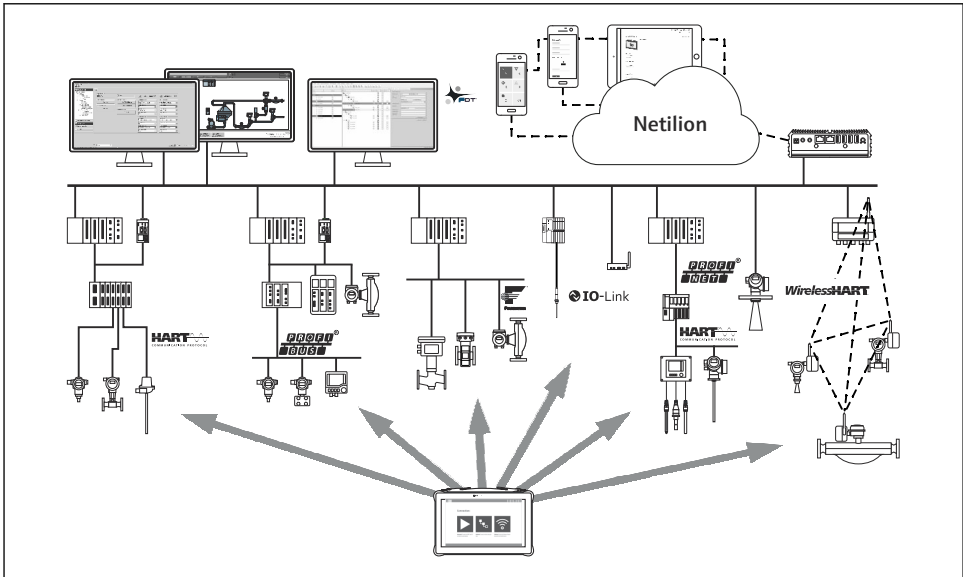 FDT
Netilion
PROFI
NET
WirelessHART
IO-Link
HART
COMMUNICATION PROTOCOL
PROFI
BUS
HART
COMMUNICATION PROTOCOL